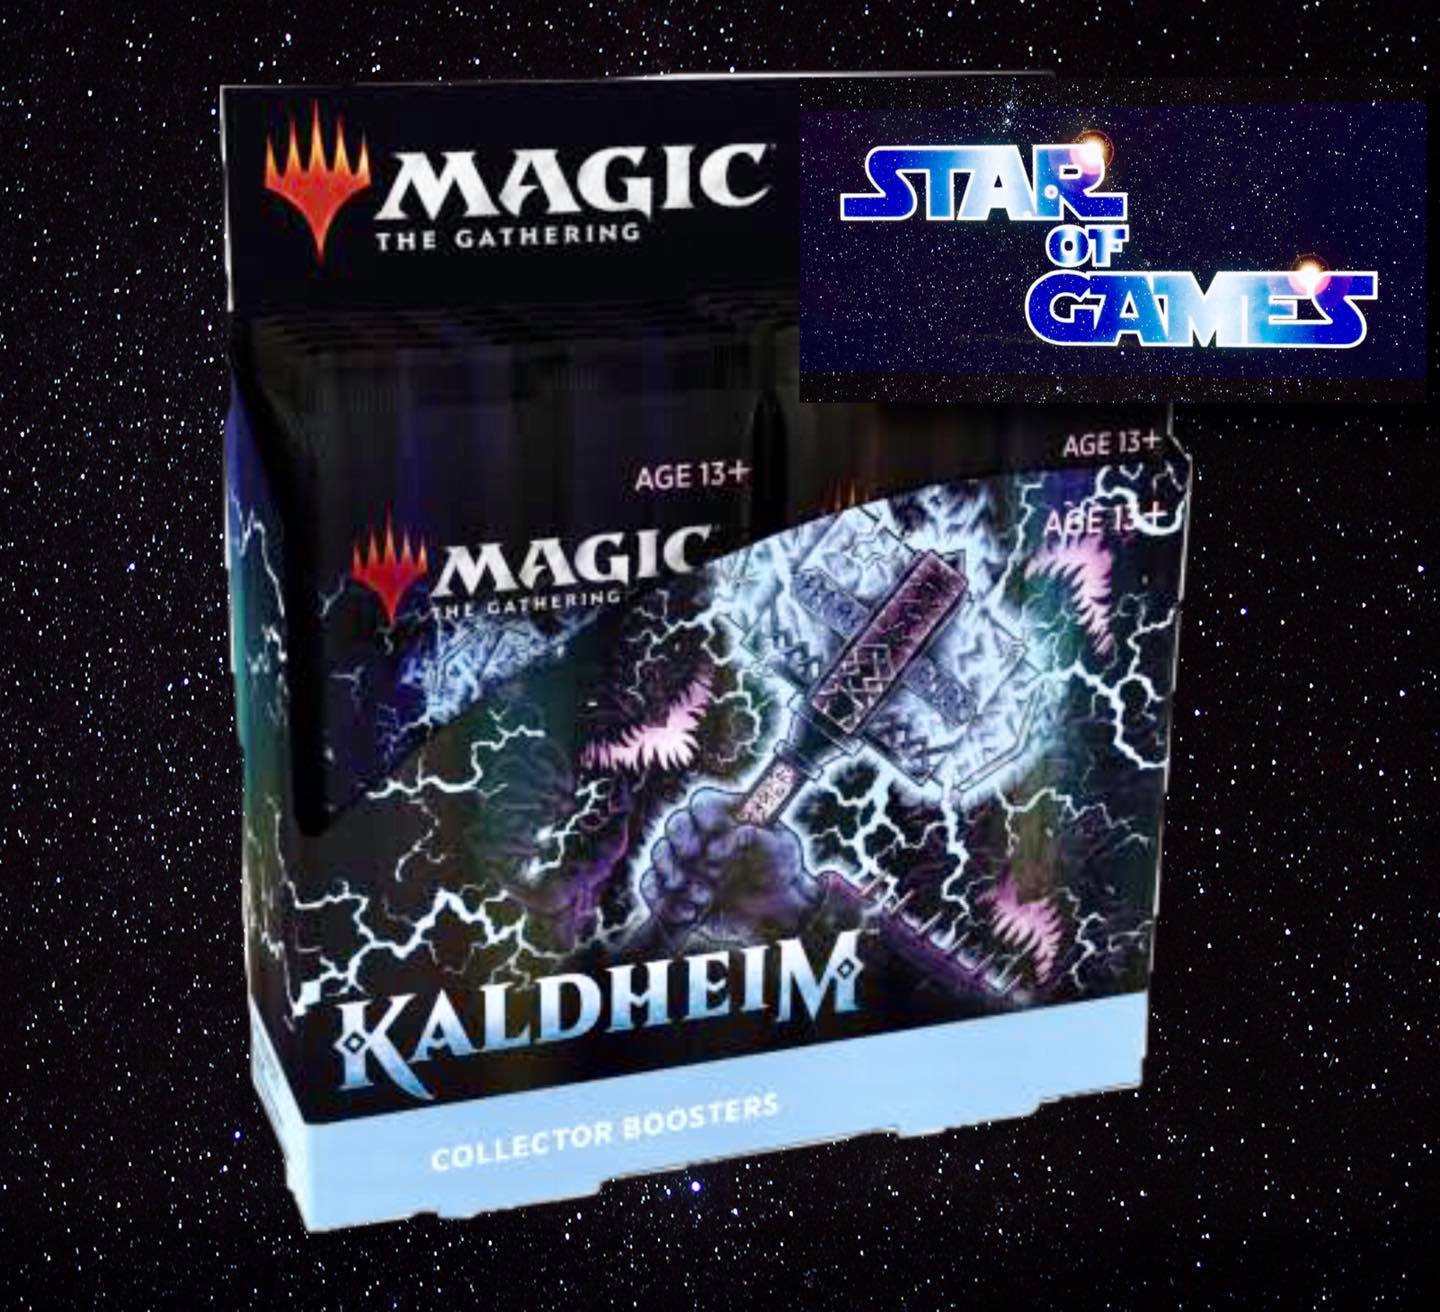 MAGIC
THE GATHERING
STAR
OF
GAMES
AGE 13+
AGE 13+
AGE 13+
MAGIC
THE GATHERING
KALDHEIM
COLLECTOR BOOSTERS